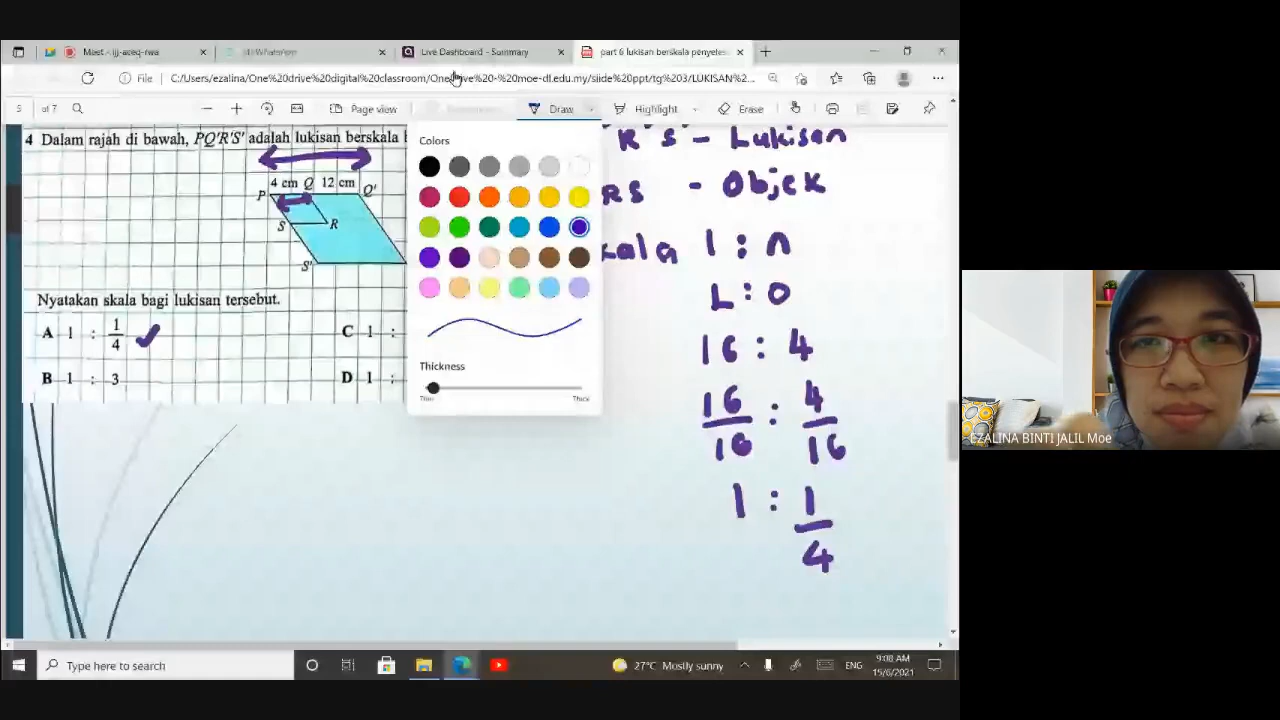 Meet - ijj-aceq-rwa
WhatsApp
Live Dashboard - Summary
part 6 lukisan berskala penyeles
File
C:/Users/ezalina/One%20drive%20digital%20classroom/OneDrive%20-%20moe-dl.edu.my/slide%20ppt/tg%203/LUKISAN%2...
5 of 7
Page view
Draw
Highlight
Erase
4 Dalam rajah di bawah, PQ'R'S' adalah lukisan berskala
4 cm Q 12 cm
P Q'
S R
S'
Nyatakan skala bagi lukisan tersebut.
A 1 : 1/4 ✓
B 1 : 3
C 1 :
D 1 :
Colors
Thickness
Thin
Thick
R'S' - Lukisan
RS - Objek
kala 1 : n
L : O
16 : 4
16/16 : 4/16
1 : 1/4
EZALINA BINTI JALIL Moe
Type here to search
27°C Mostly sunny
ENG
9:08 AM
15/6/2021